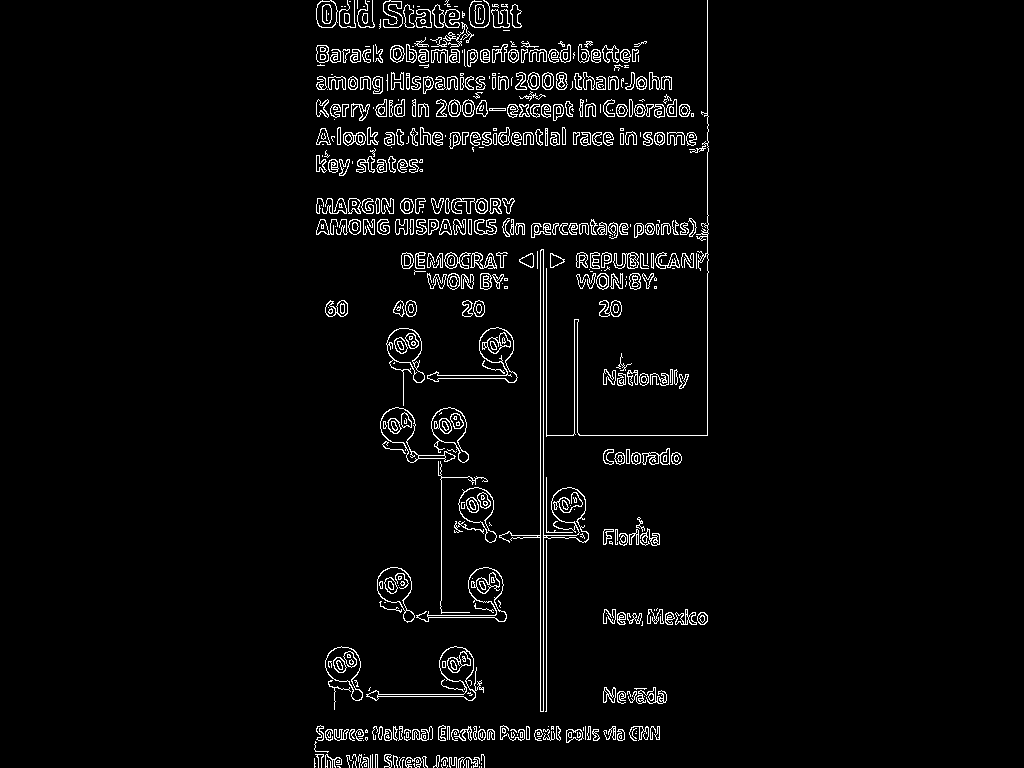 Odd State Out
Barack Obama performed better
among Hispanics in 2008 than John
Kerry did in 2004—except in Colorado.
A look at the presidential race in some
key states:
MARGIN OF VICTORY
AMONG HISPANICS (in percentage points)
DEMOCRAT WON BY:
REPUBLICAN WON BY:
60 40 20 20
'08 '04 Nationally
'04 '08 Colorado
'08 '04 Florida
'08 '04 New Mexico
'08 '04 Nevada
Source: National Election Pool exit polls via CNN
The Wall Street Journal